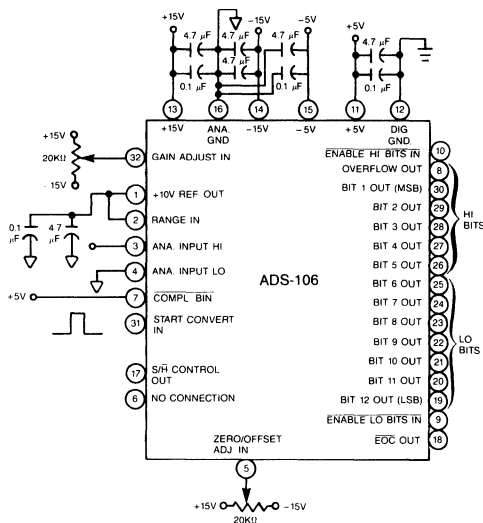 +15V −15V −5V +5V
4.7 µF 4.7 µF 4.7 µF 4.7 µF
4.7 µF
0.1 µF 0.1 µF 0.1 µF
13 16 14 15 11 12
+15V ANA. GND −15V −5V +5V DIG GND.
+15V
20KΩ
−15V
32 GAIN ADJUST IN
1 +10V REF OUT
2 RANGE IN
0.1 µF 4.7 µF
3 ANA. INPUT HI
4 ANA. INPUT LO
+5V 7 COMPL BIN
31 START CONVERT IN
17 S/H CONTROL OUT
6 NO CONNECTION
ADS-106
ENABLE HI BITS IN 10
OVERFLOW OUT 8
BIT 1 OUT (MSB) 30
BIT 2 OUT 29
BIT 3 OUT 28
BIT 4 OUT 27
BIT 5 OUT 26
HI BITS
BIT 6 OUT 25
BIT 7 OUT 24
BIT 8 OUT 23
BIT 9 OUT 22
BIT 10 OUT 21
BIT 11 OUT 20
BIT 12 OUT (LSB) 19
LO BITS
ENABLE LO BITS IN 9
EOC OUT 18
ZERO/OFFSET ADJ IN
5
+15V −15V
20KΩ